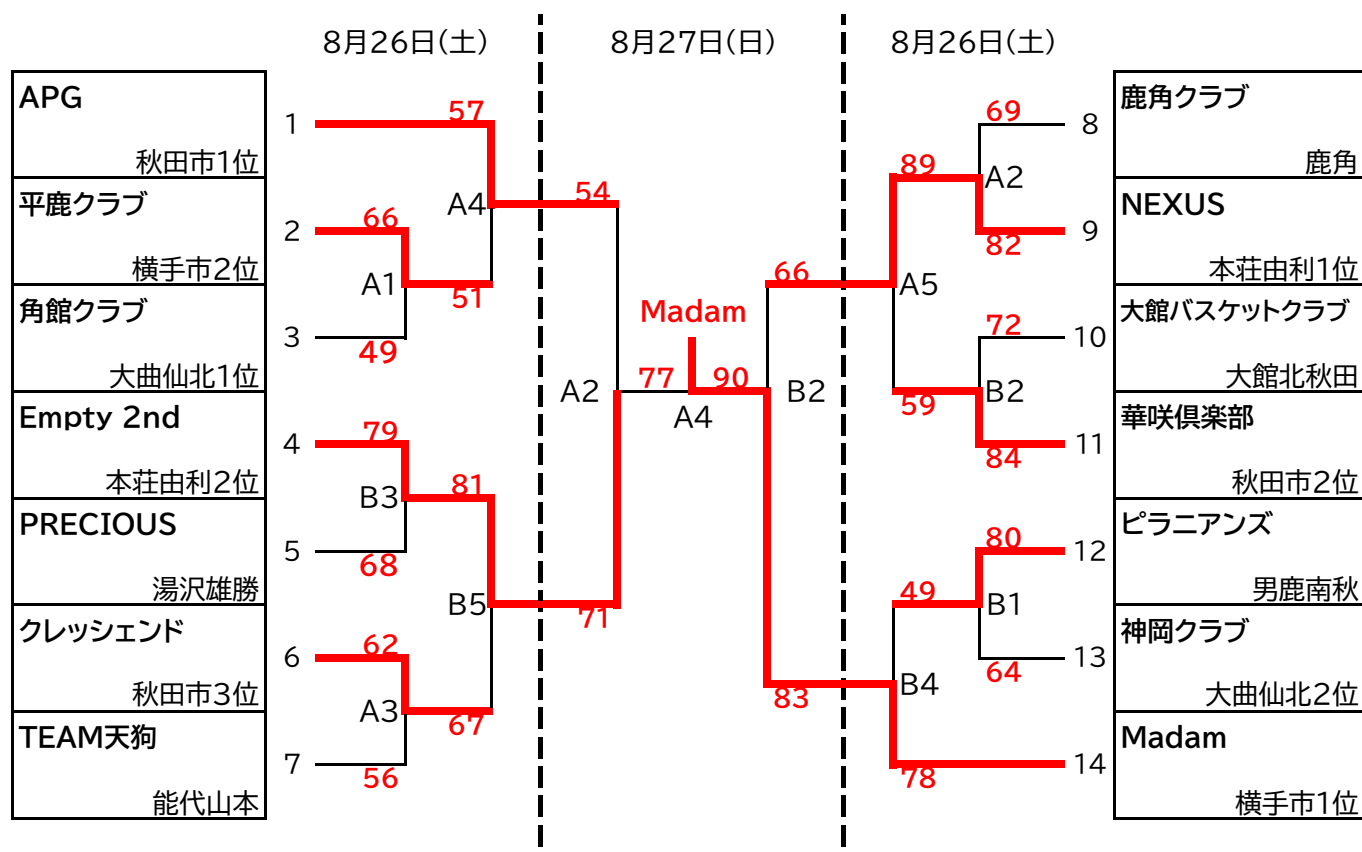 8月26日(土)
8月27日(日)
8月26日(土)
APG
秋田市1位
平鹿クラブ
横手市2位
角館クラブ
大曲仙北1位
Empty 2nd
本荘由利2位
PRECIOUS
湯沢雄勝
クレッシェンド
秋田市3位
TEAM天狗
能代山本
1
2
3
4
5
6
7
57
66
A1
49
51
A4
79
B3
68
81
62
A3
56
67
B5
54
A2
71
Madam
77
90
A4
66
B2
83
89
A5
59
49
B4
78
69
A2
82
72
B2
84
80
B1
64
8
9
10
11
12
13
14
鹿角クラブ
鹿角
NEXUS
本荘由利1位
大館バスケットクラブ
大館北秋田
華咲倶楽部
秋田市2位
ピラニアンズ
男鹿南秋
神岡クラブ
大曲仙北2位
Madam
横手市1位